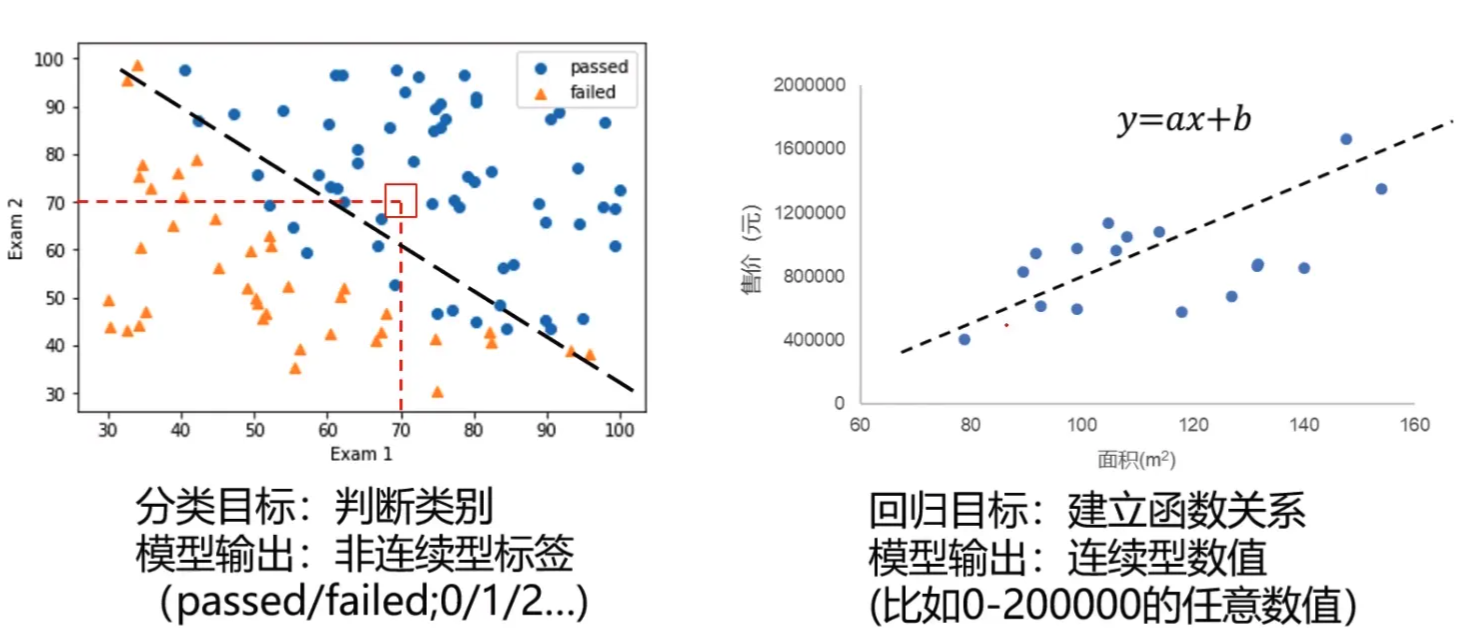 passed
failed
100
90
80
70
60
50
40
30
Exam 2
30 40 50 60 70 80 90 100
Exam 1
分类目标：判断类别
模型输出：非连续型标签
（passed/failed;0/1/2...)
y=ax+b
2000000
1600000
1200000
800000
400000
0
售价（元）
60 80 100 120 140 160
面积(m²)
回归目标：建立函数关系
模型输出：连续型数值
(比如0-200000的任意数值）